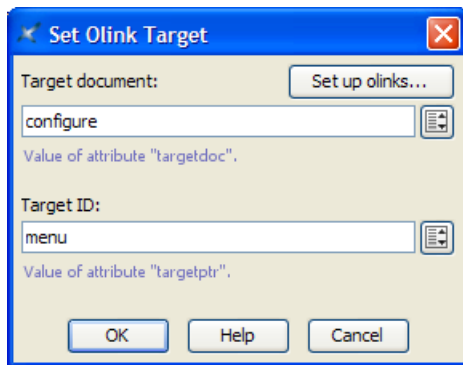 Set Olink Target
Target document:
Set up olinks...
configure
Value of attribute "targetdoc".
Target ID:
menu
Value of attribute "targetptr".
OK Help Cancel